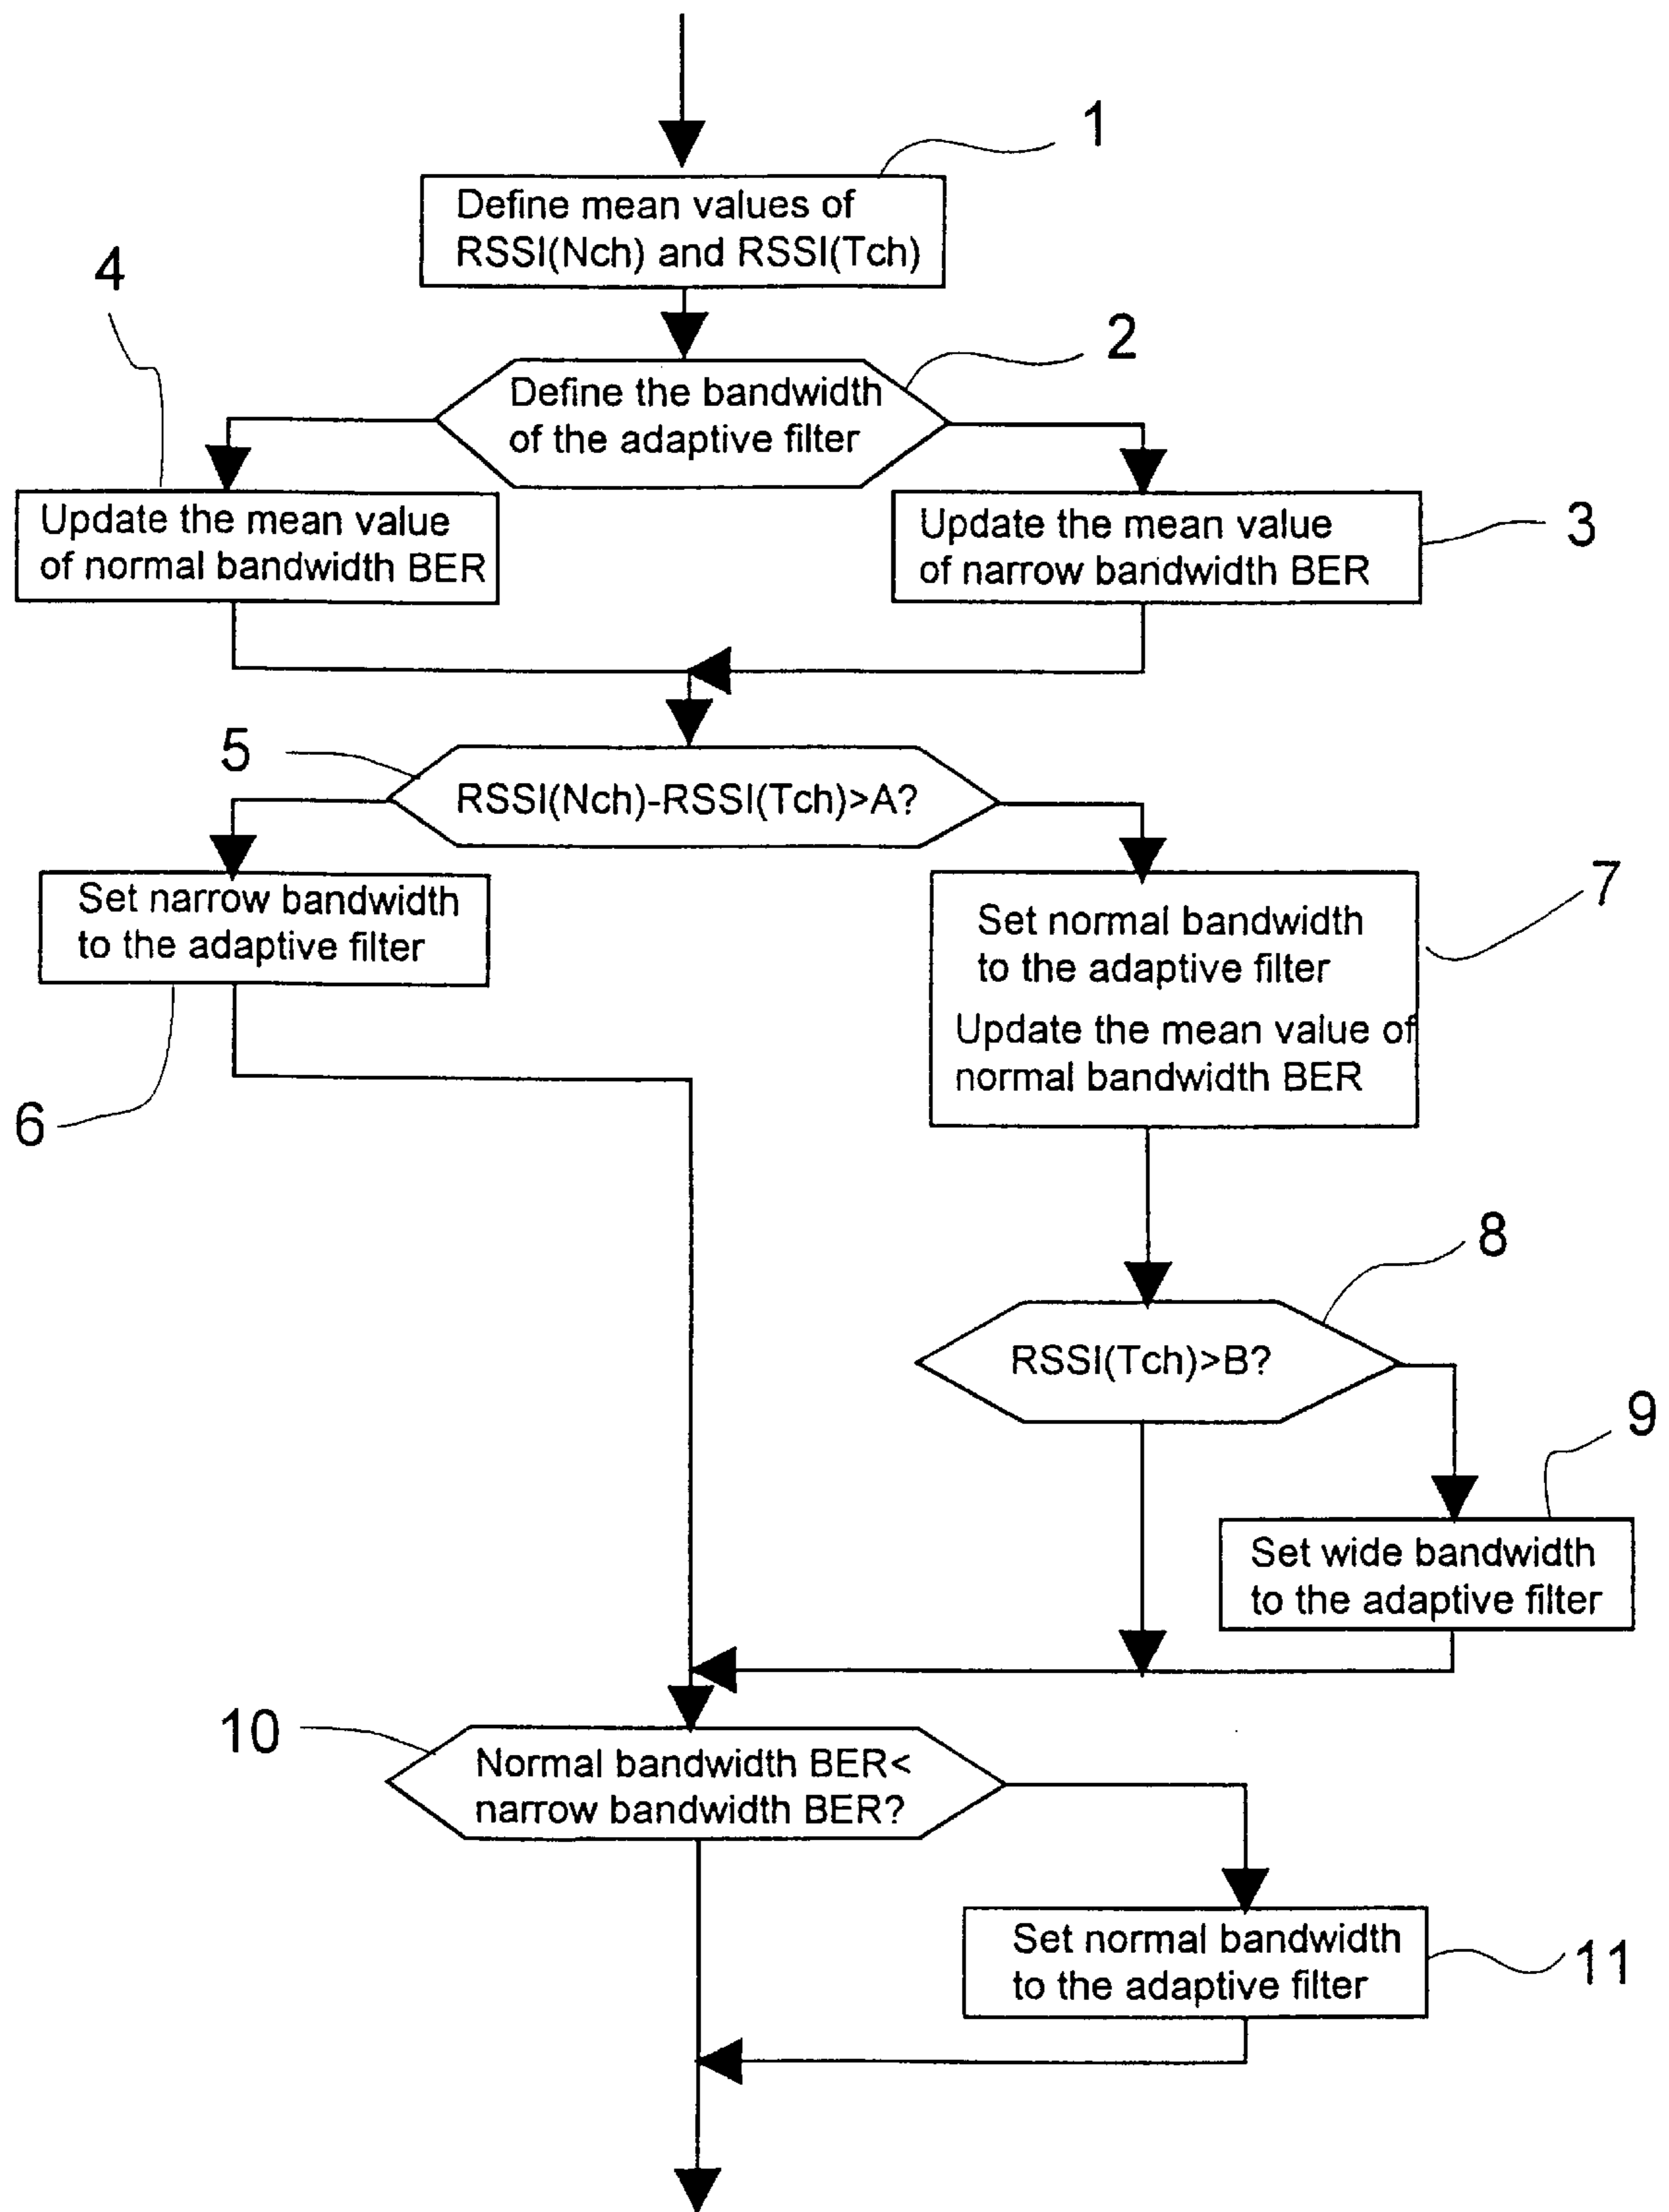 1
Define mean values of
RSSI(Nch) and RSSI(Tch)
4
2
Define the bandwidth
of the adaptive filter
Update the mean value
of normal bandwidth BER
Update the mean value
of narrow bandwidth BER
3
5
RSSI(Nch)-RSSI(Tch)>A?
Set narrow bandwidth
to the adaptive filter
7
Set normal bandwidth
to the adaptive filter
Update the mean value of
normal bandwidth BER
6
8
RSSI(Tch)>B?
9
Set wide bandwidth
to the adaptive filter
10
Normal bandwidth BER<
narrow bandwidth BER?
Set normal bandwidth
to the adaptive filter
11